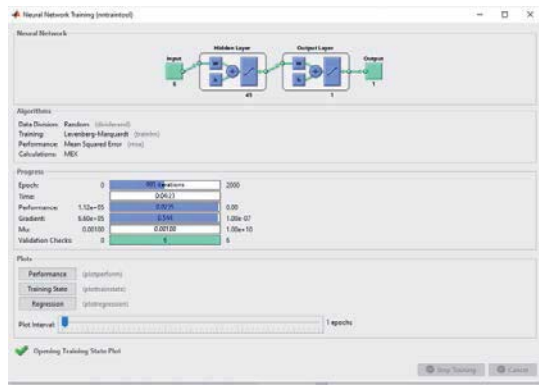 Neural Network Training (nntraintool)
Neural Network
Hidden Layer
Output Layer
Input
Output
W
W
b
b
45
1
1
Algorithms
Data Division: Random (dividerand)
Training: Levenberg-Marquardt (trainlm)
Performance: Mean Squared Error (mse)
Calculations: MEX
Progress
Epoch: 0 iterations 2000
Time: 0:04:23
Performance: 0.00
Gradient: 0.544 1.00e-07
Mu: 0.00100 0.00100 1.00e+10
Validation Checks: 0 6 6
Plots
Performance (plotperform)
Training State (plottrainstate)
Regression (plotregression)
Plot Interval: 1 epochs
Opening Training State Plot
Stop Training Cancel